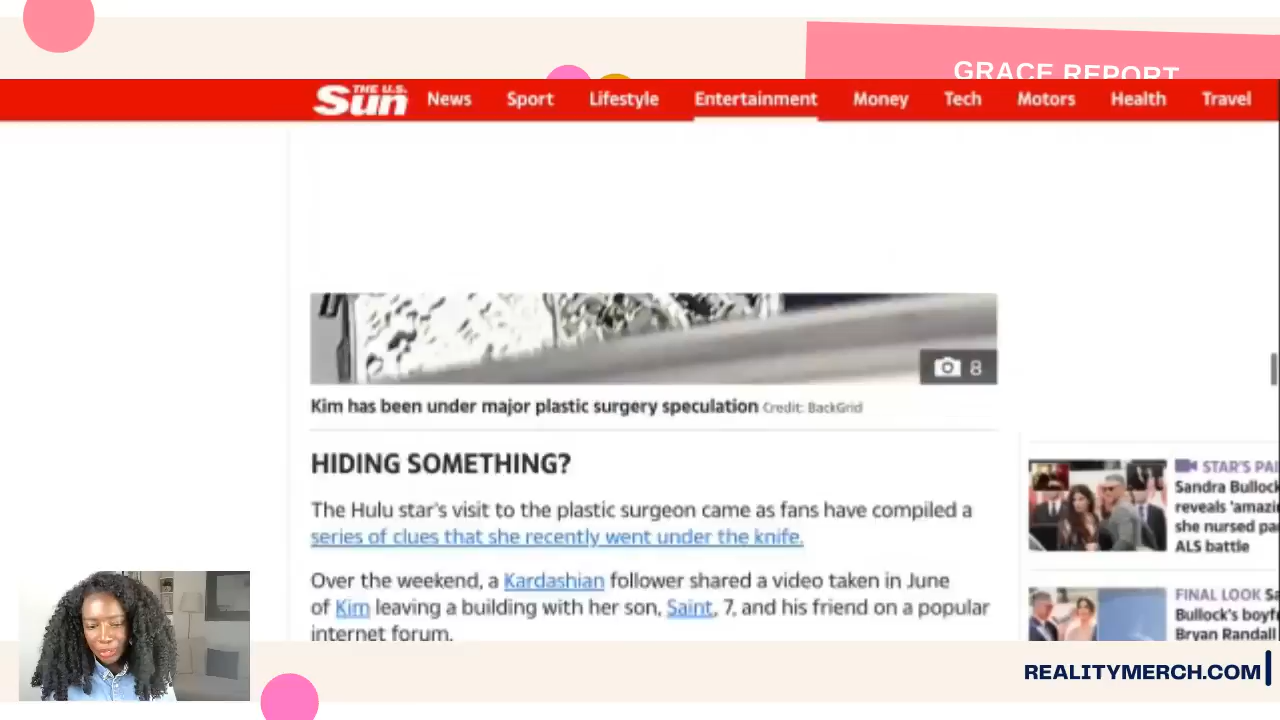 GRACE REPORT
THE U.S. Sun News Sport Lifestyle Entertainment Money Tech Motors Health Travel
8
Kim has been under major plastic surgery speculation Credit: BackGrid
HIDING SOMETHING?
The Hulu star's visit to the plastic surgeon came as fans have compiled a
series of clues that she recently went under the knife.
Over the weekend, a Kardashian follower shared a video taken in June
of Kim leaving a building with her son, Saint, 7, and his friend on a popular
internet forum.
STAR'S PAI
Sandra Bullock
reveals 'amazi
she nursed pa
ALS battle
FINAL LOOK Sa
Bullock's boyf
Bryan Randall
REALITYMERCH.COM